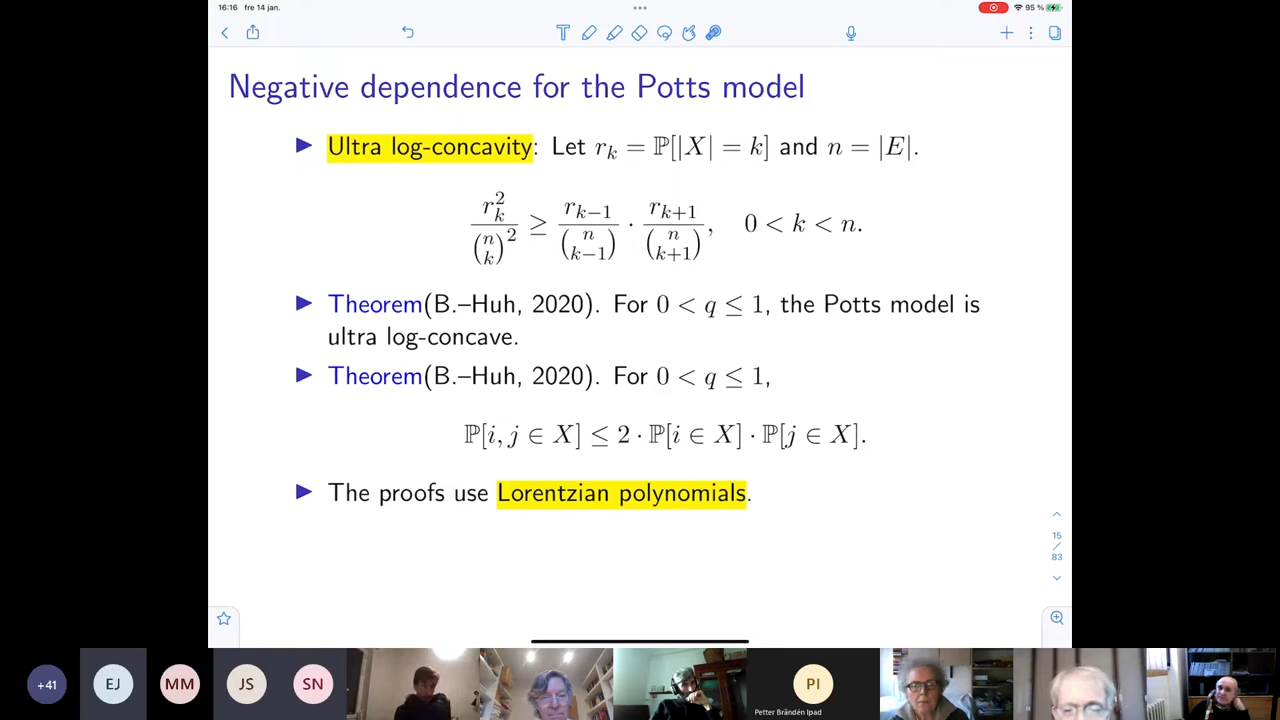 16:16 fre 14 jan.
95 %
Negative dependence for the Potts model
▶ Ultra log-concavity: Let r_k = ℙ[|X| = k] and n = |E|.
r_k^2 / \binom{n}{k}^2 ≥ r_{k−1} / \binom{n}{k−1} · r_{k+1} / \binom{n}{k+1}, 0 < k < n.
▶ Theorem(B.–Huh, 2020). For 0 < q ≤ 1, the Potts model is
ultra log-concave.
▶ Theorem(B.–Huh, 2020). For 0 < q ≤ 1,
ℙ[i, j ∈ X] ≤ 2 · ℙ[i ∈ X] · ℙ[j ∈ X].
▶ The proofs use Lorentzian polynomials.
15
/
83
+41 EJ MM JS SN PI
Petter Brändén Ipad